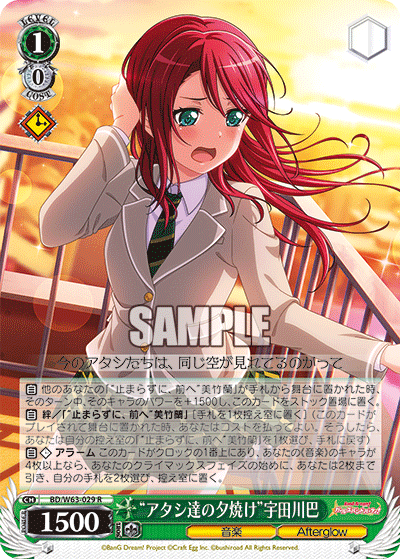 LEVEL
1
0
COST
SAMPLE
今のアタシたちは、同じ空が見れてるのかって
自 他のあなたの「“止まらずに、前へ”美竹蘭」が手札から舞台に置かれた時、
そのターン中、そのキャラのパワーを+1500し、このカードをストック置場に置く。
自 絆／「“止まらずに、前へ”美竹蘭」 ［手札を1枚控え室に置く］ （このカードが
プレイされて舞台に置かれた時、あなたはコストを払ってよい。そうしたら、
あなたは自分の控え室の「“止まらずに、前へ”美竹蘭」を1枚選び、手札に戻す）
自 アラーム このカードがクロックの1番上にあり、あなたの《音楽》のキャラが
4枚以上なら、あなたのクライマックスフェイズの始めに、あなたは2枚まで引き、
自分の手札を2枚選び、控え室に置く。
CH
BD/W63-029 R
1500
“アタシ達の夕焼け”宇田川巴
音楽
Afterglow
©BanG Dream! Project ©Craft Egg Inc. ©bushiroad All Rights Reserved.